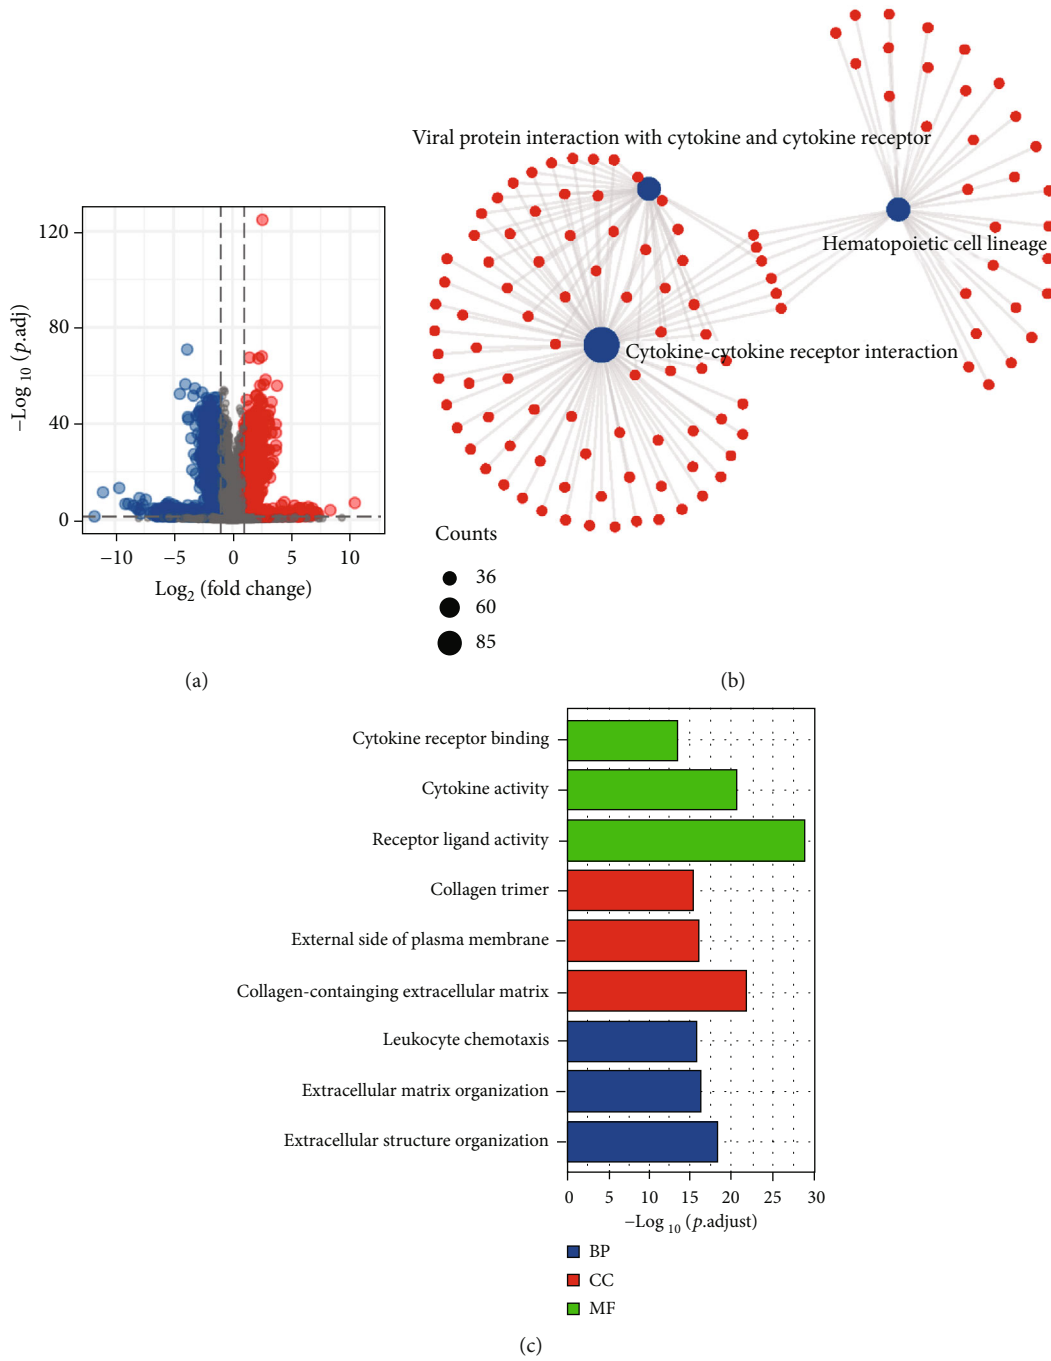 120
80
40
0
−Log 10 (p.adj)
−10 −5 0 5 10
Log2 (fold change)
(a)
Viral protein interaction with cytokine and cytokine receptor
Hematopoietic cell lineage
Cytokine-cytokine receptor interaction
Counts
36
60
85
(b)
Cytokine receptor binding
Cytokine activity
Receptor ligand activity
Collagen trimer
External side of plasma membrane
Collagen-containging extracellular matrix
Leukocyte chemotaxis
Extracellular matrix organization
Extracellular structure organization
0 5 10 15 20 25 30
−Log 10 (p.adjust)
BP
CC
MF
(c)